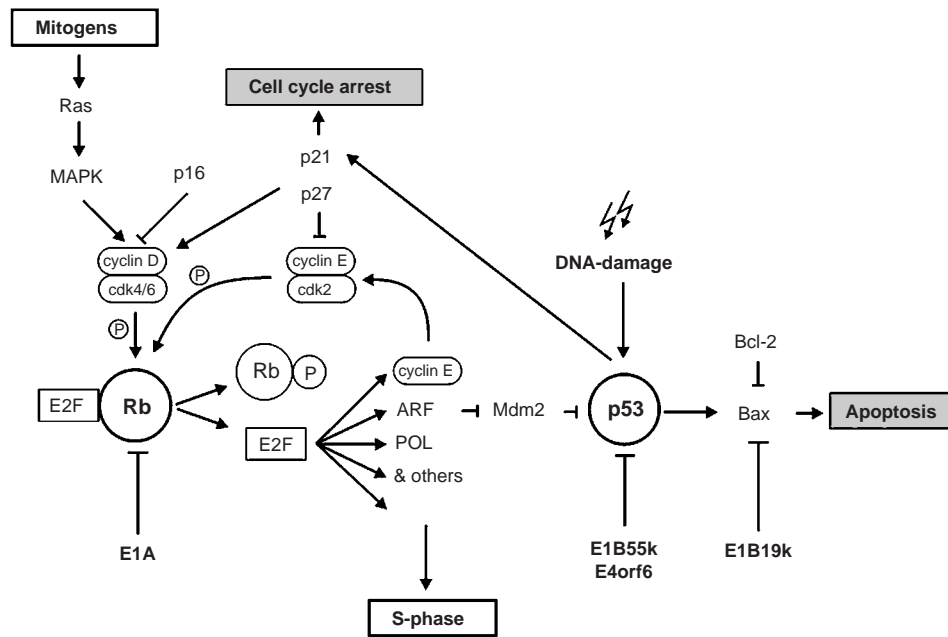 Mitogens
Cell cycle arrest
Ras
p21
MAPK
p16
p27
DNA-damage
cyclin D
cdk4/6
cyclin E
cdk2
P
P
Bcl-2
E2F
Rb
Rb
P
cyclin E
ARF
Mdm2
p53
Bax
Apoptosis
E2F
POL
& others
E1A
E1B55k
E4orf6
E1B19k
S-phase